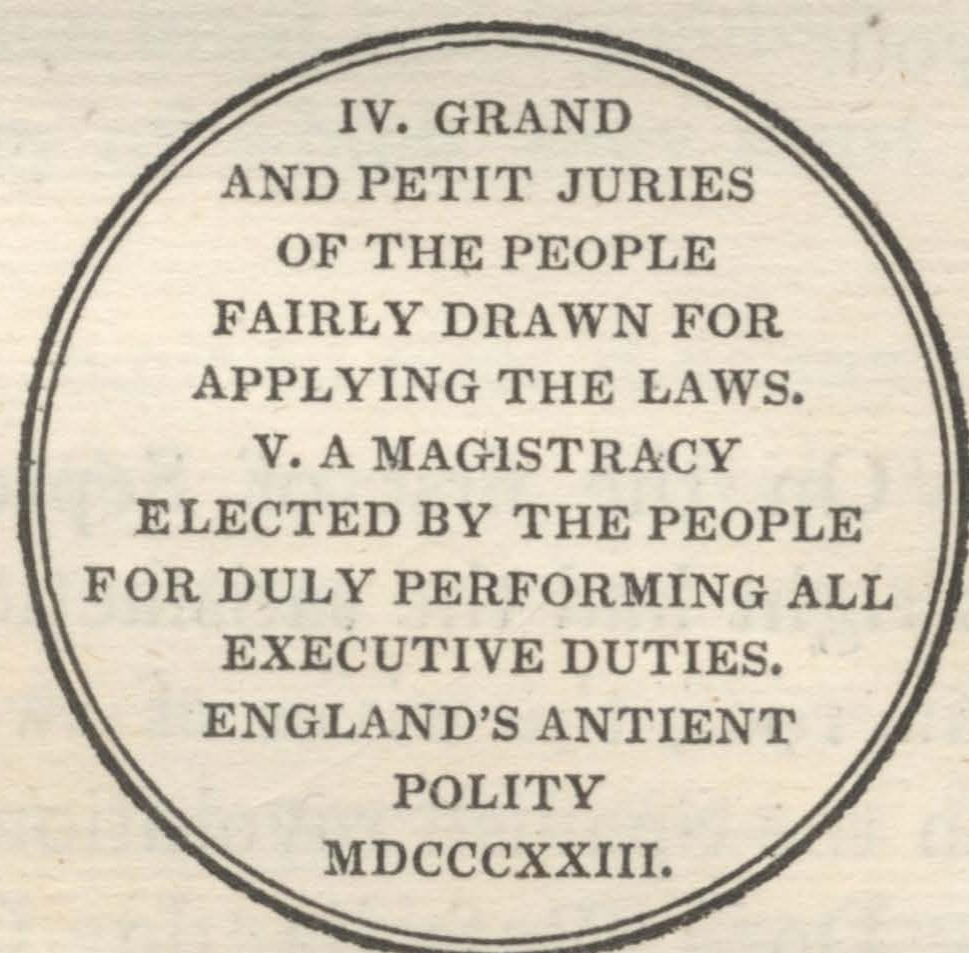 IV. GRAND
AND PETIT JURIES
OF THE PEOPLE
FAIRLY DRAWN FOR
APPLYING THE LAWS.
V. A MAGISTRACY
ELECTED BY THE PEOPLE
FOR DULY PERFORMING ALL
EXECUTIVE DUTIES.
ENGLAND'S ANTIENT
POLITY
MDCCCXXIII.